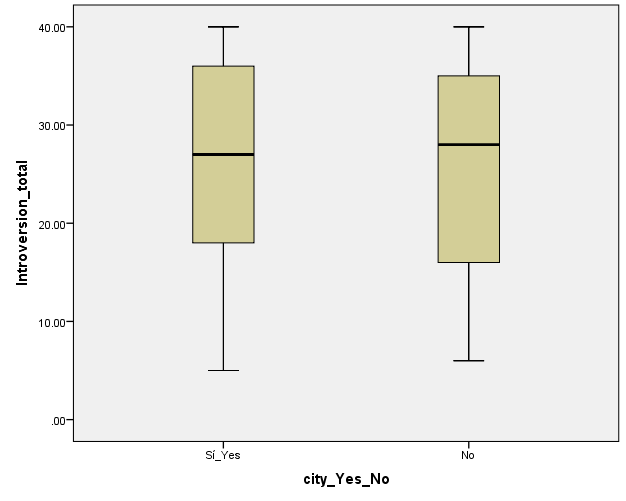 40.00
30.00
20.00
10.00
.00
Introversion_total
Sí_Yes
No
city_Yes_No